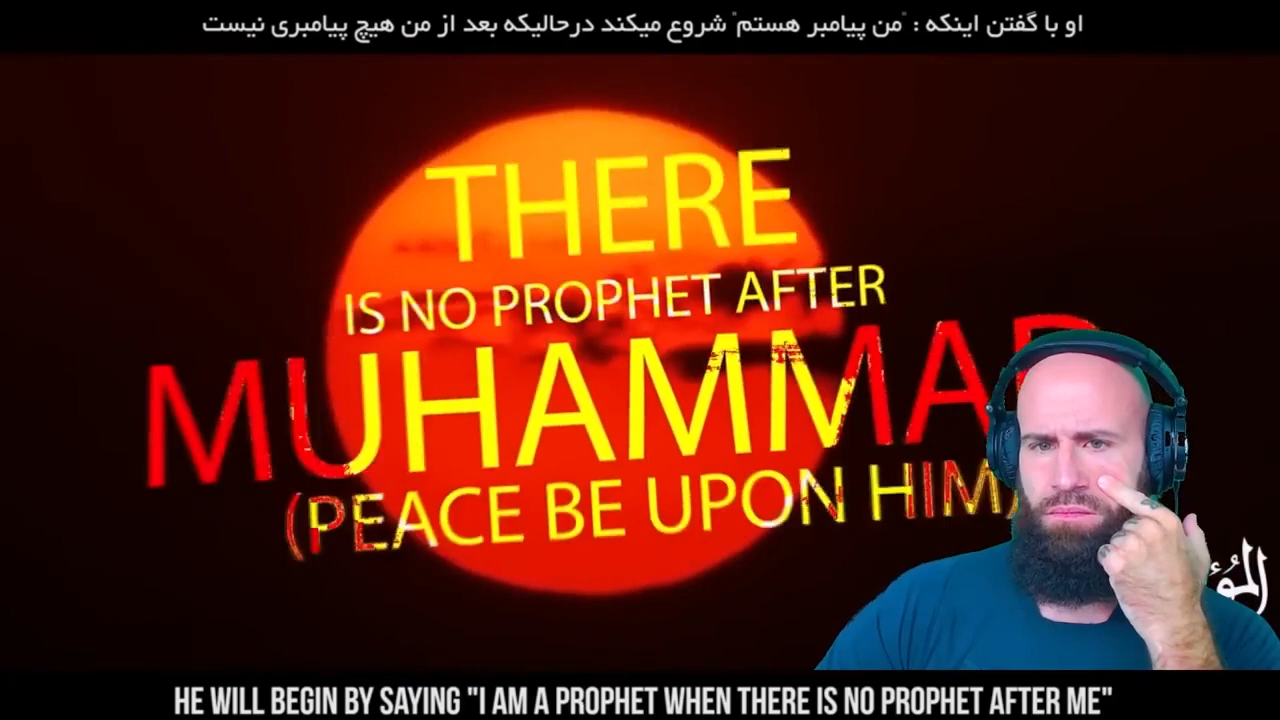 او با گفتن اینکه : "من پیامبر هستم" شروع میکند درحالیکه بعد از من هیچ پیامبری نیست
THERE
IS NO PROPHET AFTER
MUHAMMAD
(PEACE BE UPON HIM)
HE WILL BEGIN BY SAYING "I AM A PROPHET WHEN THERE IS NO PROPHET AFTER ME"